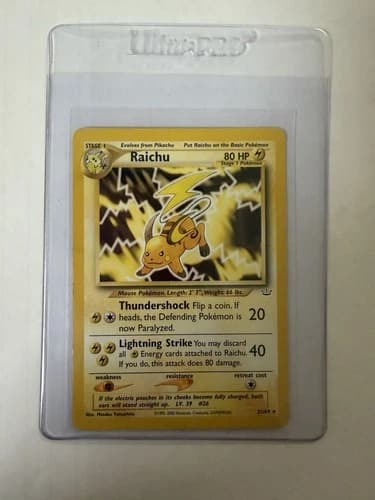 Ultra•PRO
STAGE 1 Evolves from Pikachu Put Raichu on the Basic Pokémon
Raichu 80 HP
Stage 1 Pokémon
Mouse Pokémon. Length: 2' 7", Weight: 66 lbs.
Thundershock Flip a coin. If
heads, the Defending Pokémon is
now Paralyzed. 20
Lightning Strike You may discard
all Energy cards attached to Raichu.
If you do, this attack does 80 damage. 40
weakness resistance retreat cost
If the electric pouches in its cheeks become fully charged, both
ears will stand straight up. LV. 39 #26